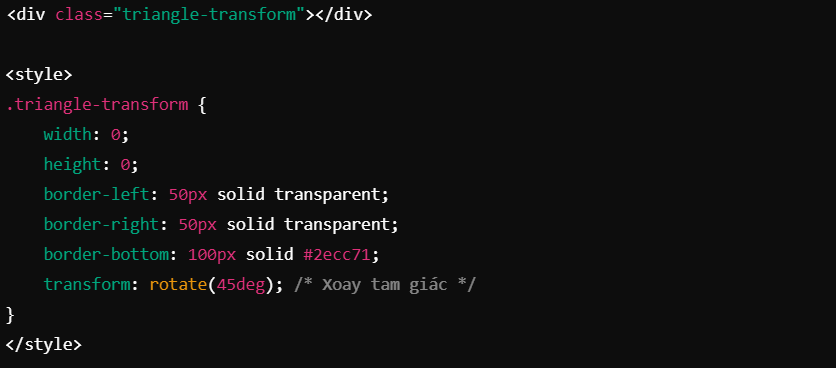 <div class="triangle-transform"></div>
<style>
.triangle-transform {
width: 0;
height: 0;
border-left: 50px solid transparent;
border-right: 50px solid transparent;
border-bottom: 100px solid #2ecc71;
transform: rotate(45deg); /* Xoay tam giác */
}
</style>